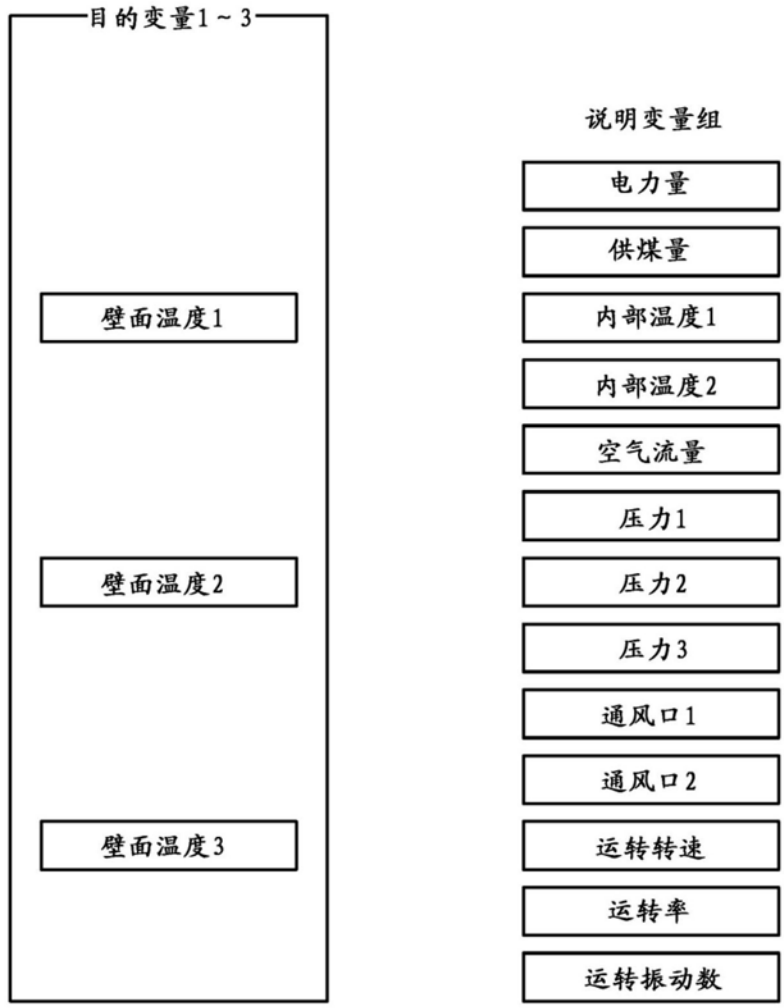 目的变量1～3
壁面温度1
壁面温度2
壁面温度3
说明变量组
电力量
供煤量
内部温度1
内部温度2
空气流量
压力1
压力2
压力3
通风口1
通风口2
运转转速
运转率
运转振动数